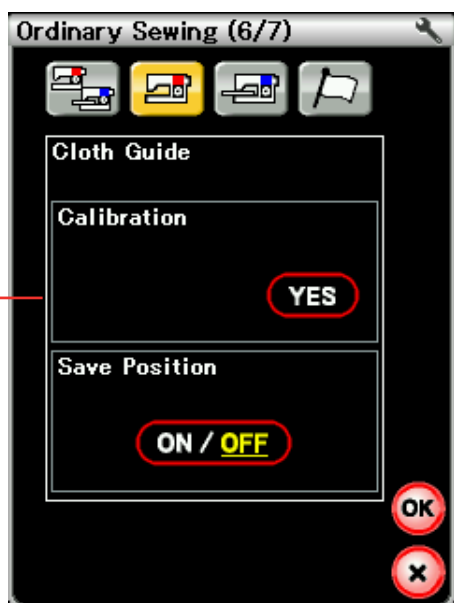 Ordinary Sewing (6/7)
Cloth Guide
Calibration
YES
Save Position
ON / OFF
OK
×